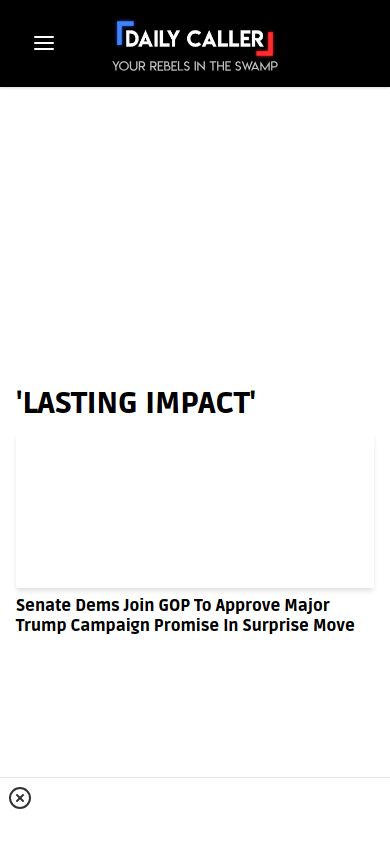 DAILY CALLER
YOUR REBELS IN THE SWAMP
'LASTING IMPACT'
Senate Dems Join GOP To Approve Major
Trump Campaign Promise In Surprise Move